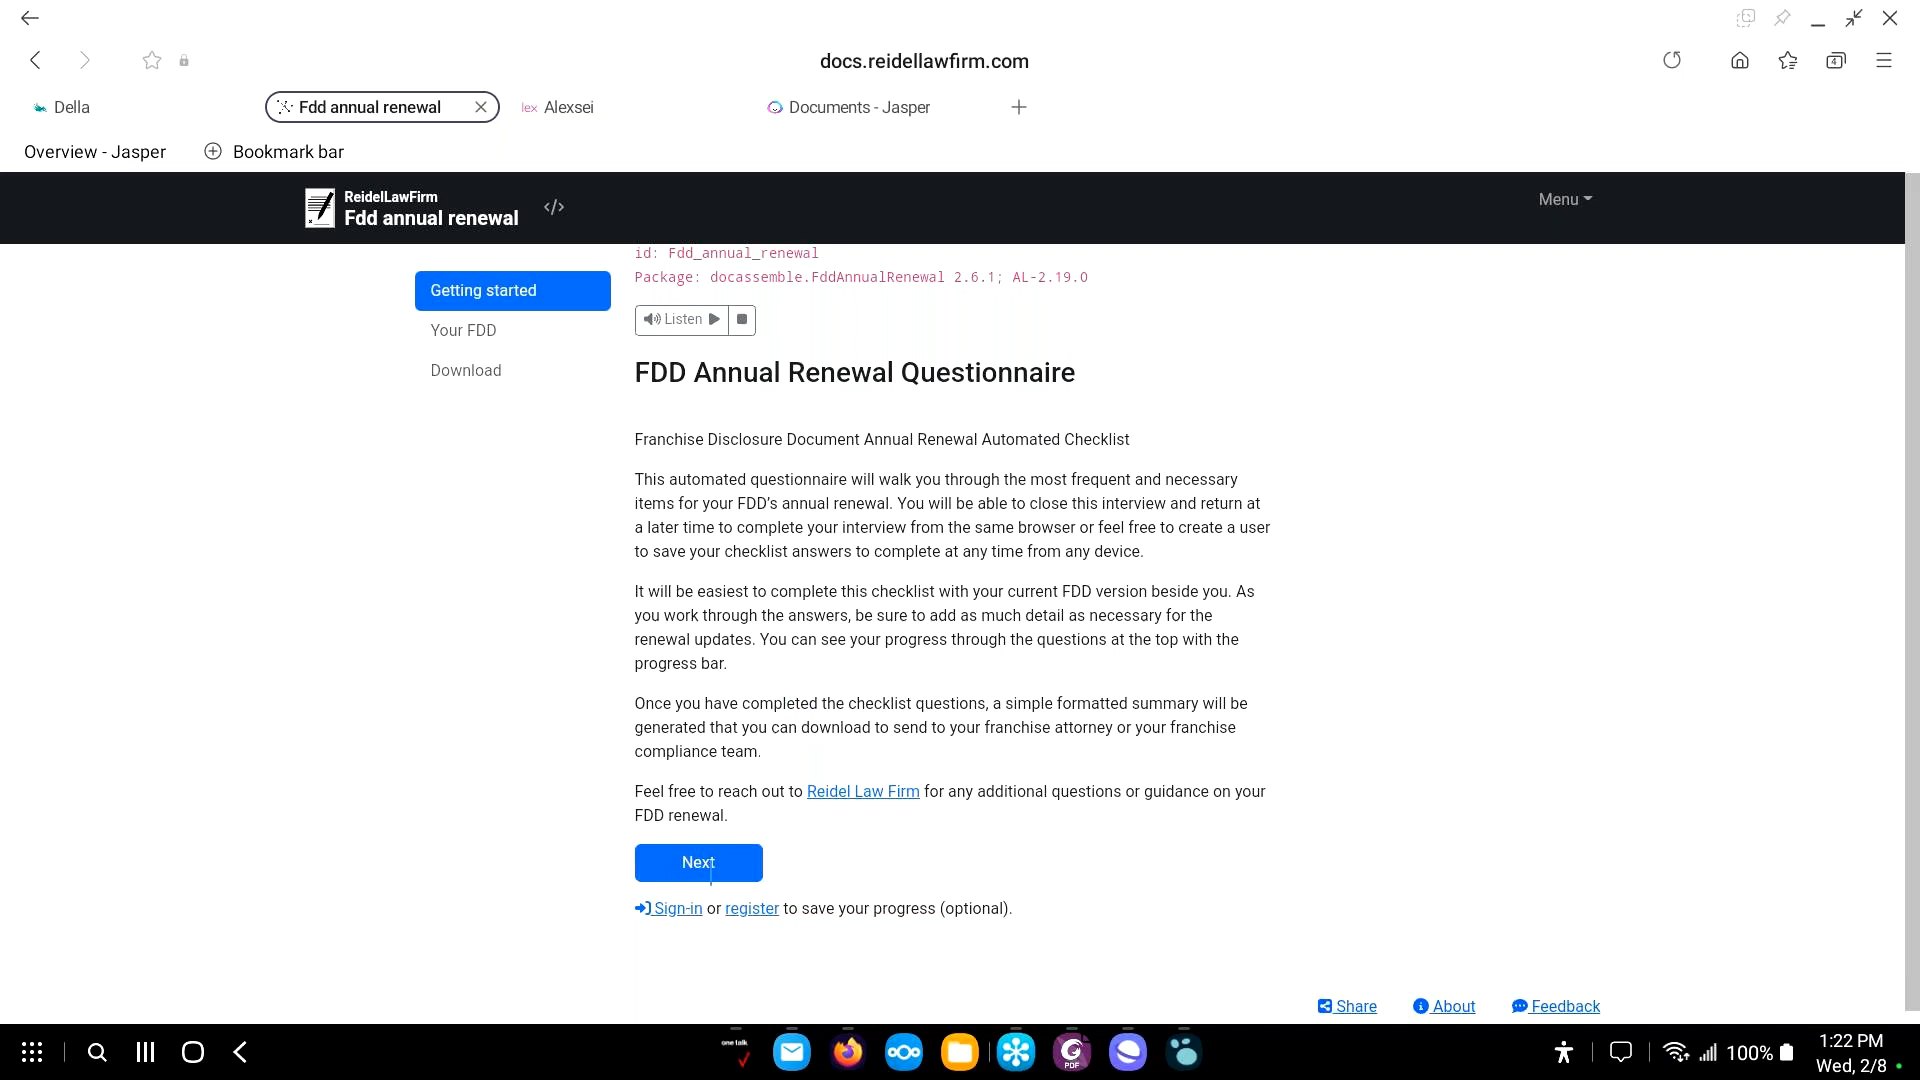 docs.reidellawfirm.com
4
Della
Fdd annual renewal
lex Alexsei
Documents - Jasper
Overview - Jasper
Bookmark bar
ReidelLawFirm
Fdd annual renewal
</>
Menu
id: Fdd_annual_renewal
Package: docassemble.FddAnnualRenewal 2.6.1; AL-2.19.0
Getting started
Your FDD
Download
Listen
FDD Annual Renewal Questionnaire
Franchise Disclosure Document Annual Renewal Automated Checklist
This automated questionnaire will walk you through the most frequent and necessary
items for your FDD’s annual renewal. You will be able to close this interview and return at
a later time to complete your interview from the same browser or feel free to create a user
to save your checklist answers to complete at any time from any device.
It will be easiest to complete this checklist with your current FDD version beside you. As
you work through the answers, be sure to add as much detail as necessary for the
renewal updates. You can see your progress through the questions at the top with the
progress bar.
Once you have completed the checklist questions, a simple formatted summary will be
generated that you can download to send to your franchise attorney or your franchise
compliance team.
Feel free to reach out to Reidel Law Firm for any additional questions or guidance on your
FDD renewal.
Next
Sign-in or register to save your progress (optional).
Share
About
Feedback
one talk
PDF
100%
1:22 PM
Wed, 2/8